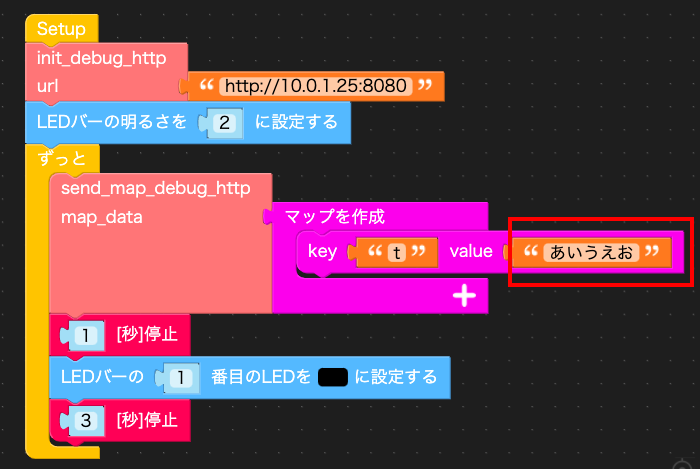 Setup
init_debug_http
url “ http://10.0.1.25:8080 ”
LEDバーの明るさを 2 に設定する
ずっと
send_map_debug_http
map_data マップを作成
key “ t ” value “ あいうえお ”
+
1 [秒]停止
LEDバーの 1 番目のLEDを に設定する
3 [秒]停止